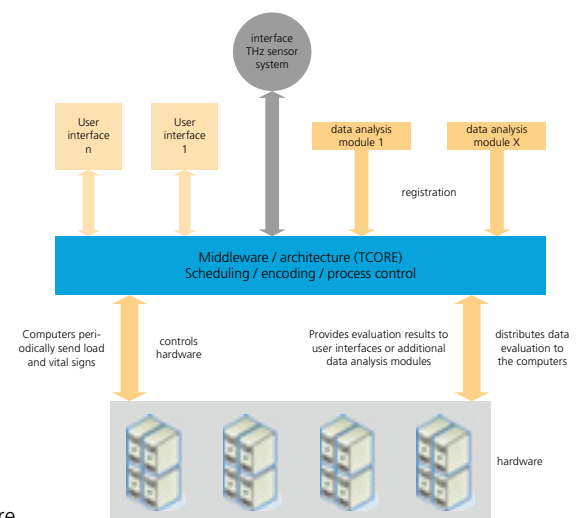 interface
THz sensor
system
User
interface
n
User
interface
1
data analysis
module 1
data analysis
module X
registration
Middleware / architecture (TCORE)
Scheduling / encoding / process control
Computers peri-
odically send load
and vital signs
controls
hardware
Provides evaluation results to
user interfaces or additional
data analysis modules
distributes data
evaluation to
the computers
hardware
re